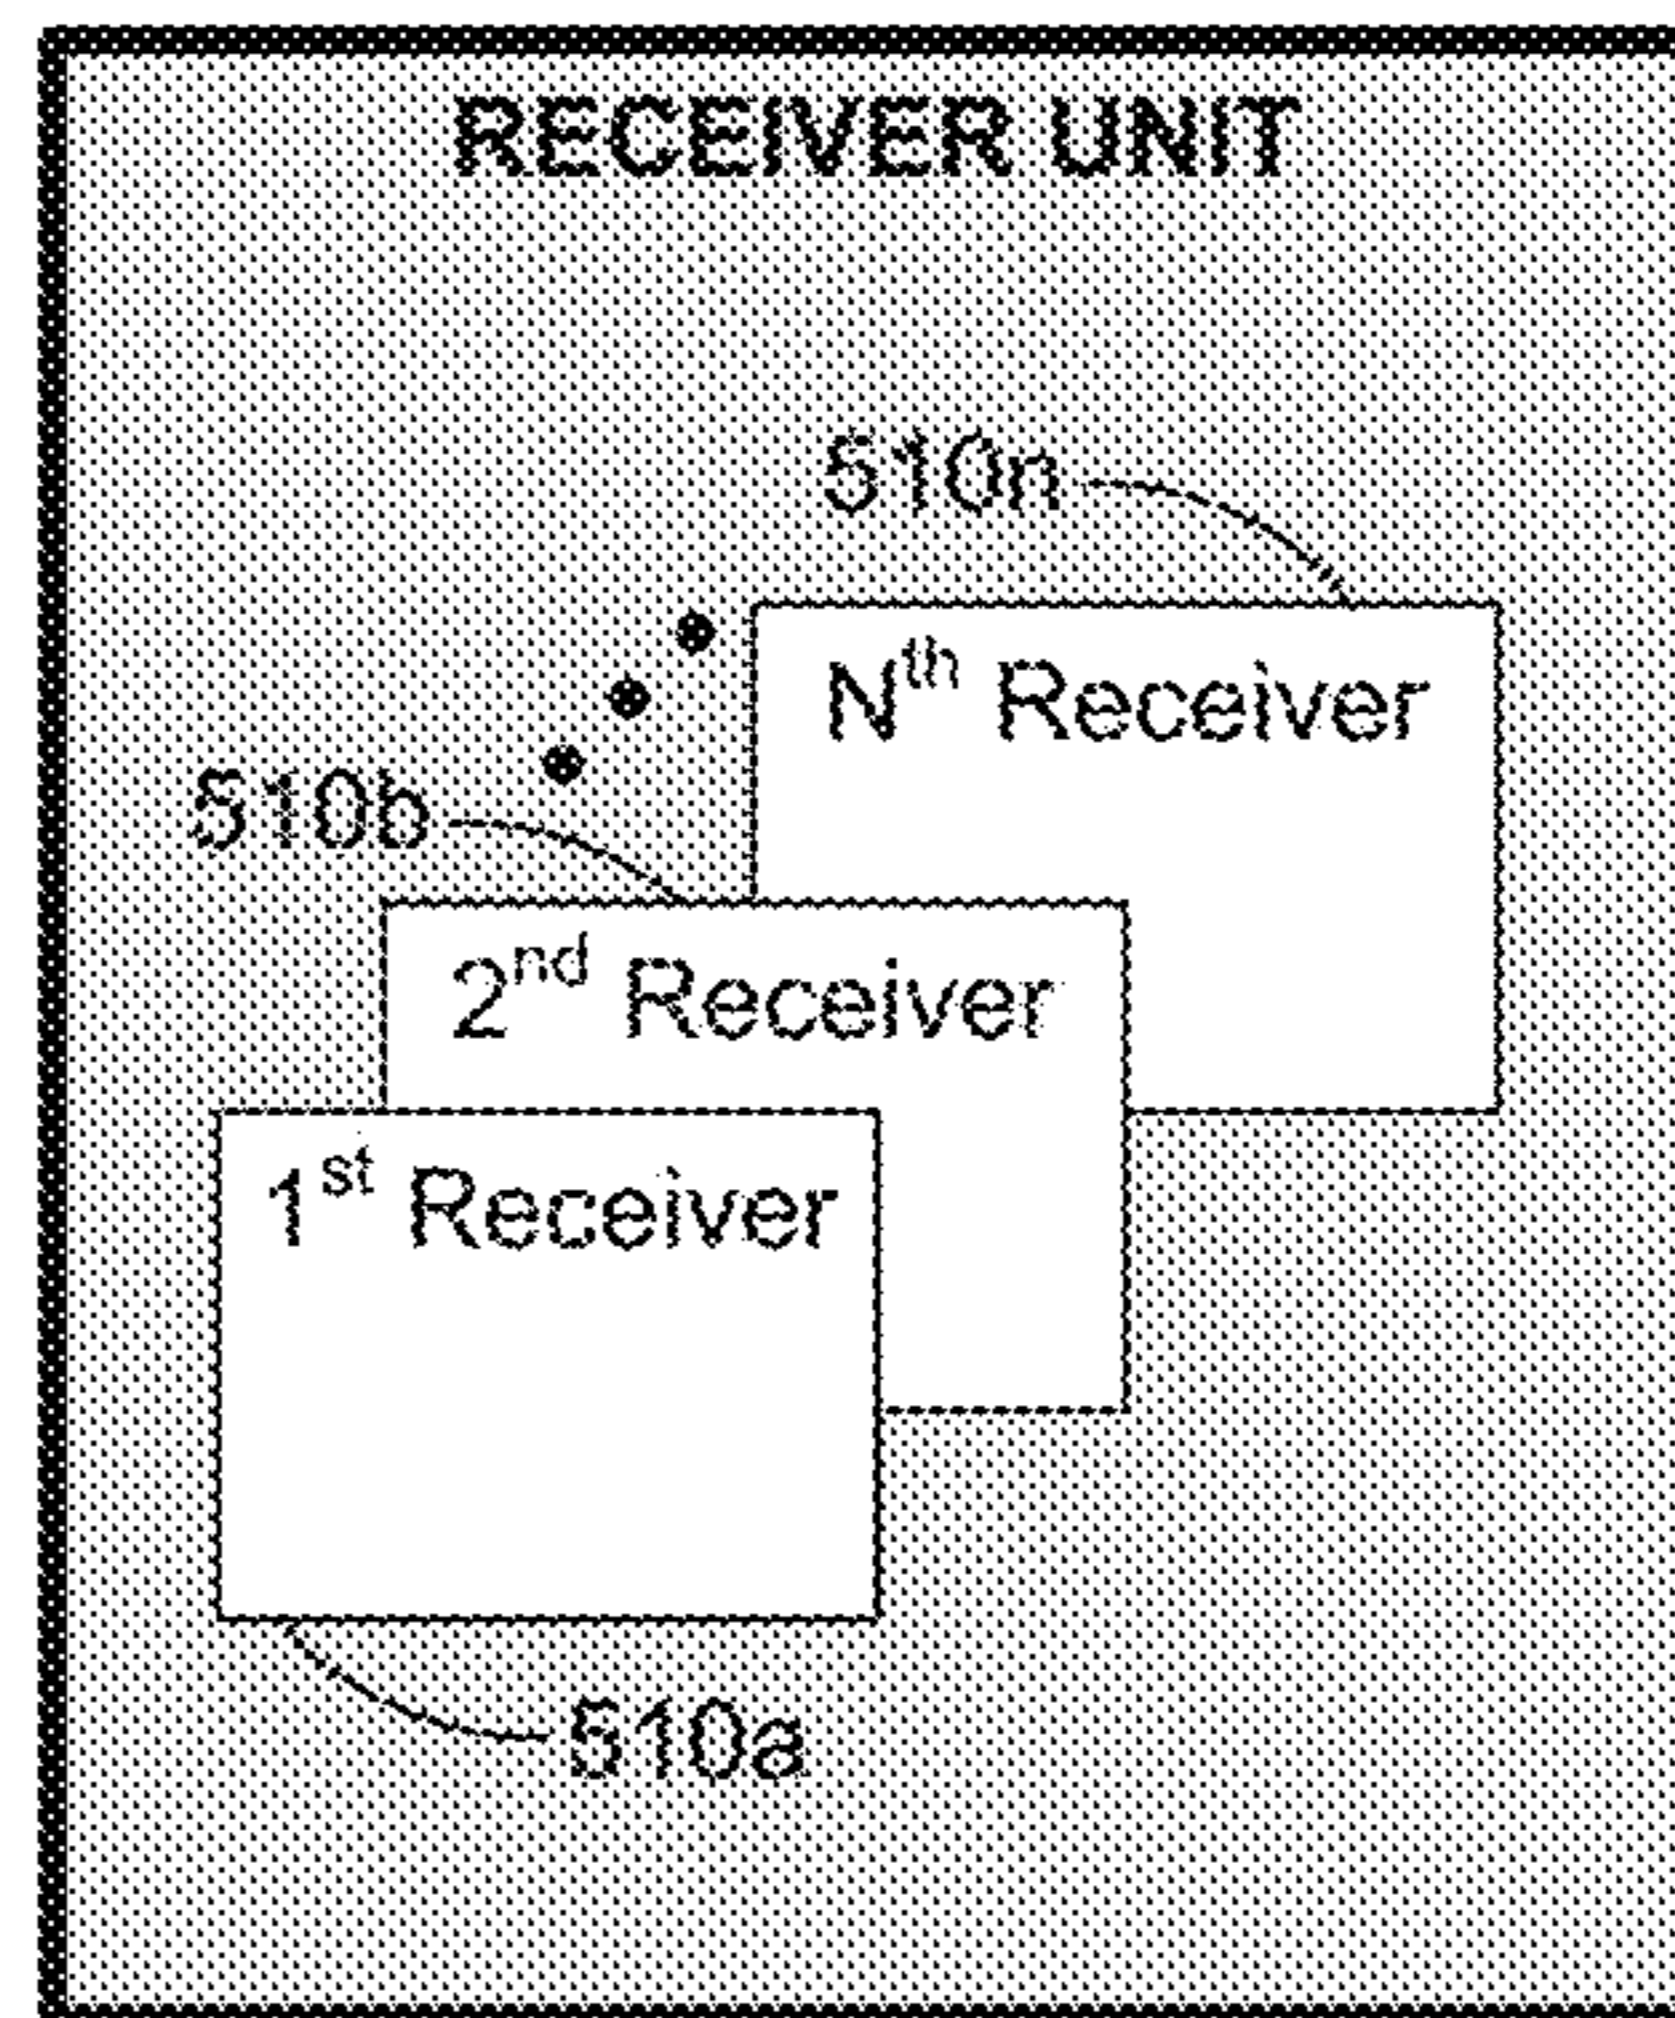 RECEIVER UNIT
510n
Nth Receiver
510b
2nd Receiver
1st Receiver
510a